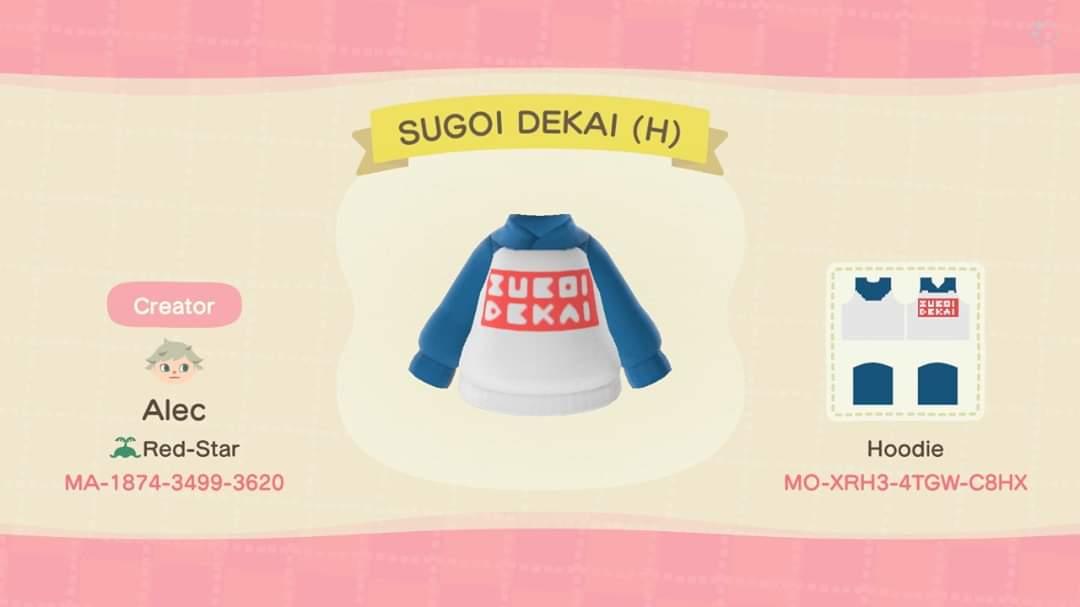 SUGOI DEKAI (H)
SUGOI
DEKAI
Creator
Alec
Red-Star
MA-1874-3499-3620
SUGOI
DEKAI
Hoodie
MO-XRH3-4TGW-C8HX